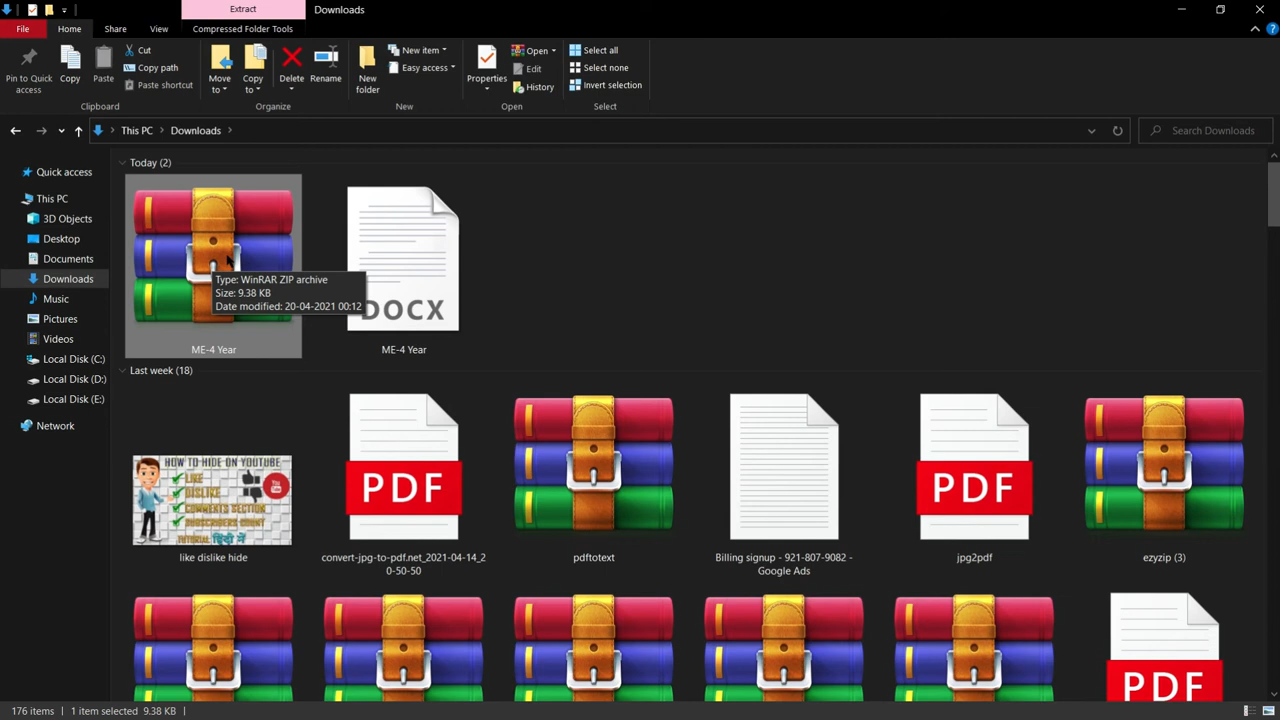 Extract
Downloads
File
Home
Share
View
Compressed Folder Tools
Pin to Quick
access
Copy
Paste
Cut
Copy path
Paste shortcut
Clipboard
Move
to
Copy
to
Delete
Rename
Organize
New
folder
New item
Easy access
New
Properties
Open
Edit
History
Open
Select all
Select none
Invert selection
Select
This PC
Downloads
Search Downloads
Quick access
This PC
3D Objects
Desktop
Documents
Downloads
Music
Pictures
Videos
Local Disk (C:)
Local Disk (D:)
Local Disk (E:)
Network
Today (2)
Type: WinRAR ZIP archive
Size: 9.38 KB
Date modified: 20-04-2021 00:12
ME-4 Year
DOCX
ME-4 Year
Last week (18)
HOW TO HIDE ON YOUTUBE
LIKE
DISLIKE
COMMENTS SECTION
SUBSCRIBERS COUNT
TUTORIAL हिंदी में
like dislike hide
PDF
convert-jpg-to-pdf.net_2021-04-14_2
0-50-50
pdftotext
Billing signup - 921-807-9082 -
Google Ads
PDF
jpg2pdf
ezyzip (3)
PDF
176 items
1 item selected 9.38 KB